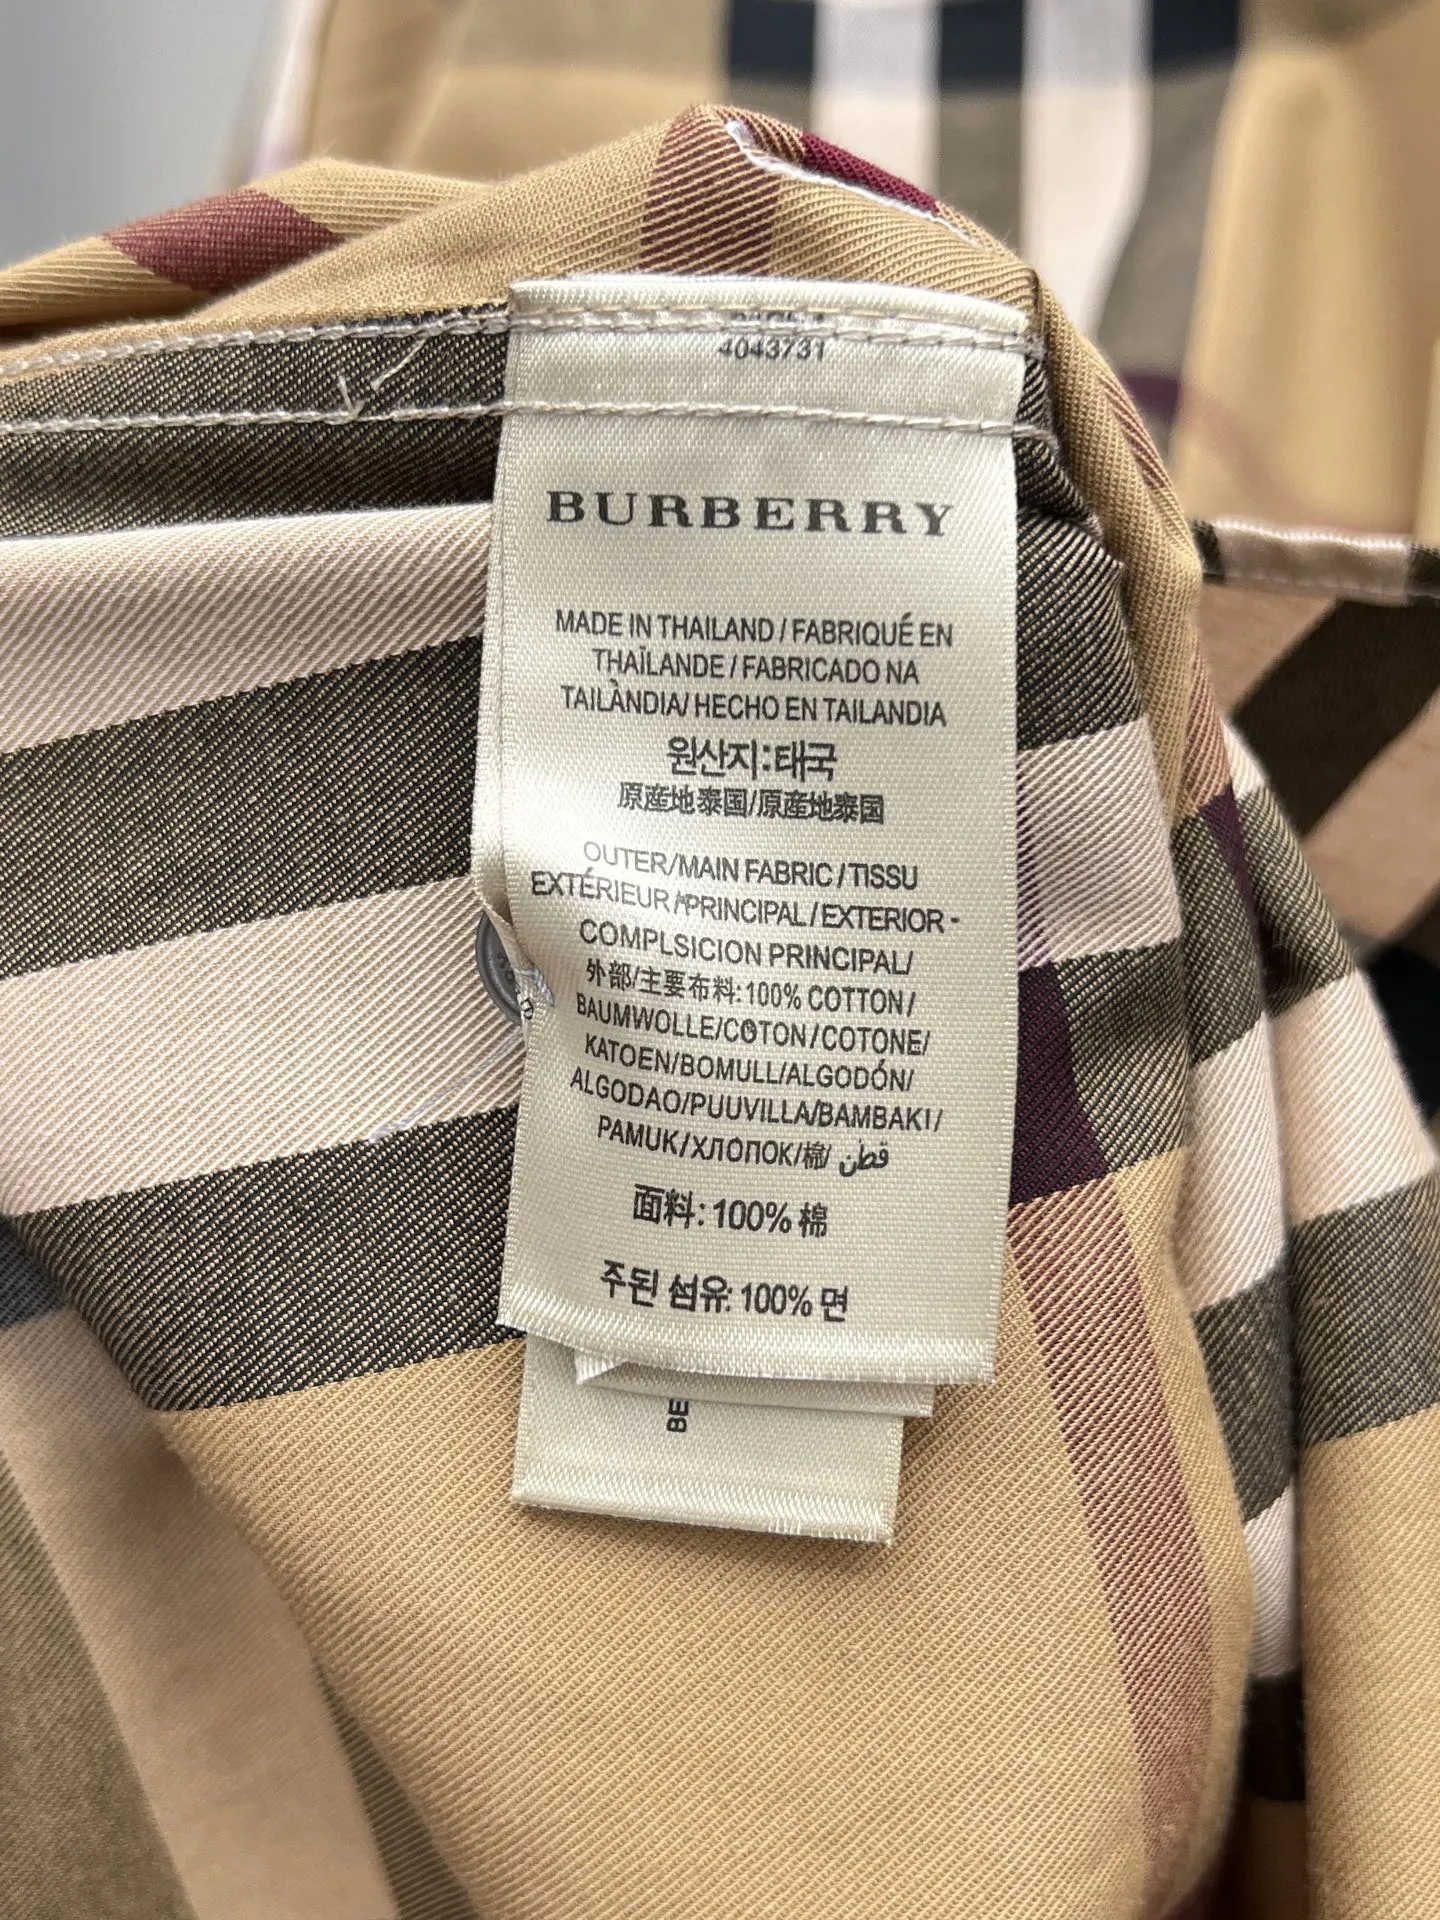 4043731
BURBERRY
MADE IN THAILAND / FABRIQUÉ EN
THAÏLANDE / FABRICADO NA
TAILÀNDIA/ HECHO EN TAILANDIA
원산지:태국
原産地泰国/原産地泰国
OUTER/MAIN FABRIC / TISSU
EXTÉRIEUR /PRINCIPAL / EXTERIOR -
COMPLSICION PRINCIPAL/
外部/主要布料:100% COTTON /
BAUMWOLLE/COTON / COTONE/
KATOEN/BOMULL/ALGODÓN/
ALGODAO/PUUVILLA/BAMBAKI/
PAMUK/ХЛОПОК/棉/ قطن
面料: 100% 棉
주된 섬유: 100% 면
BE